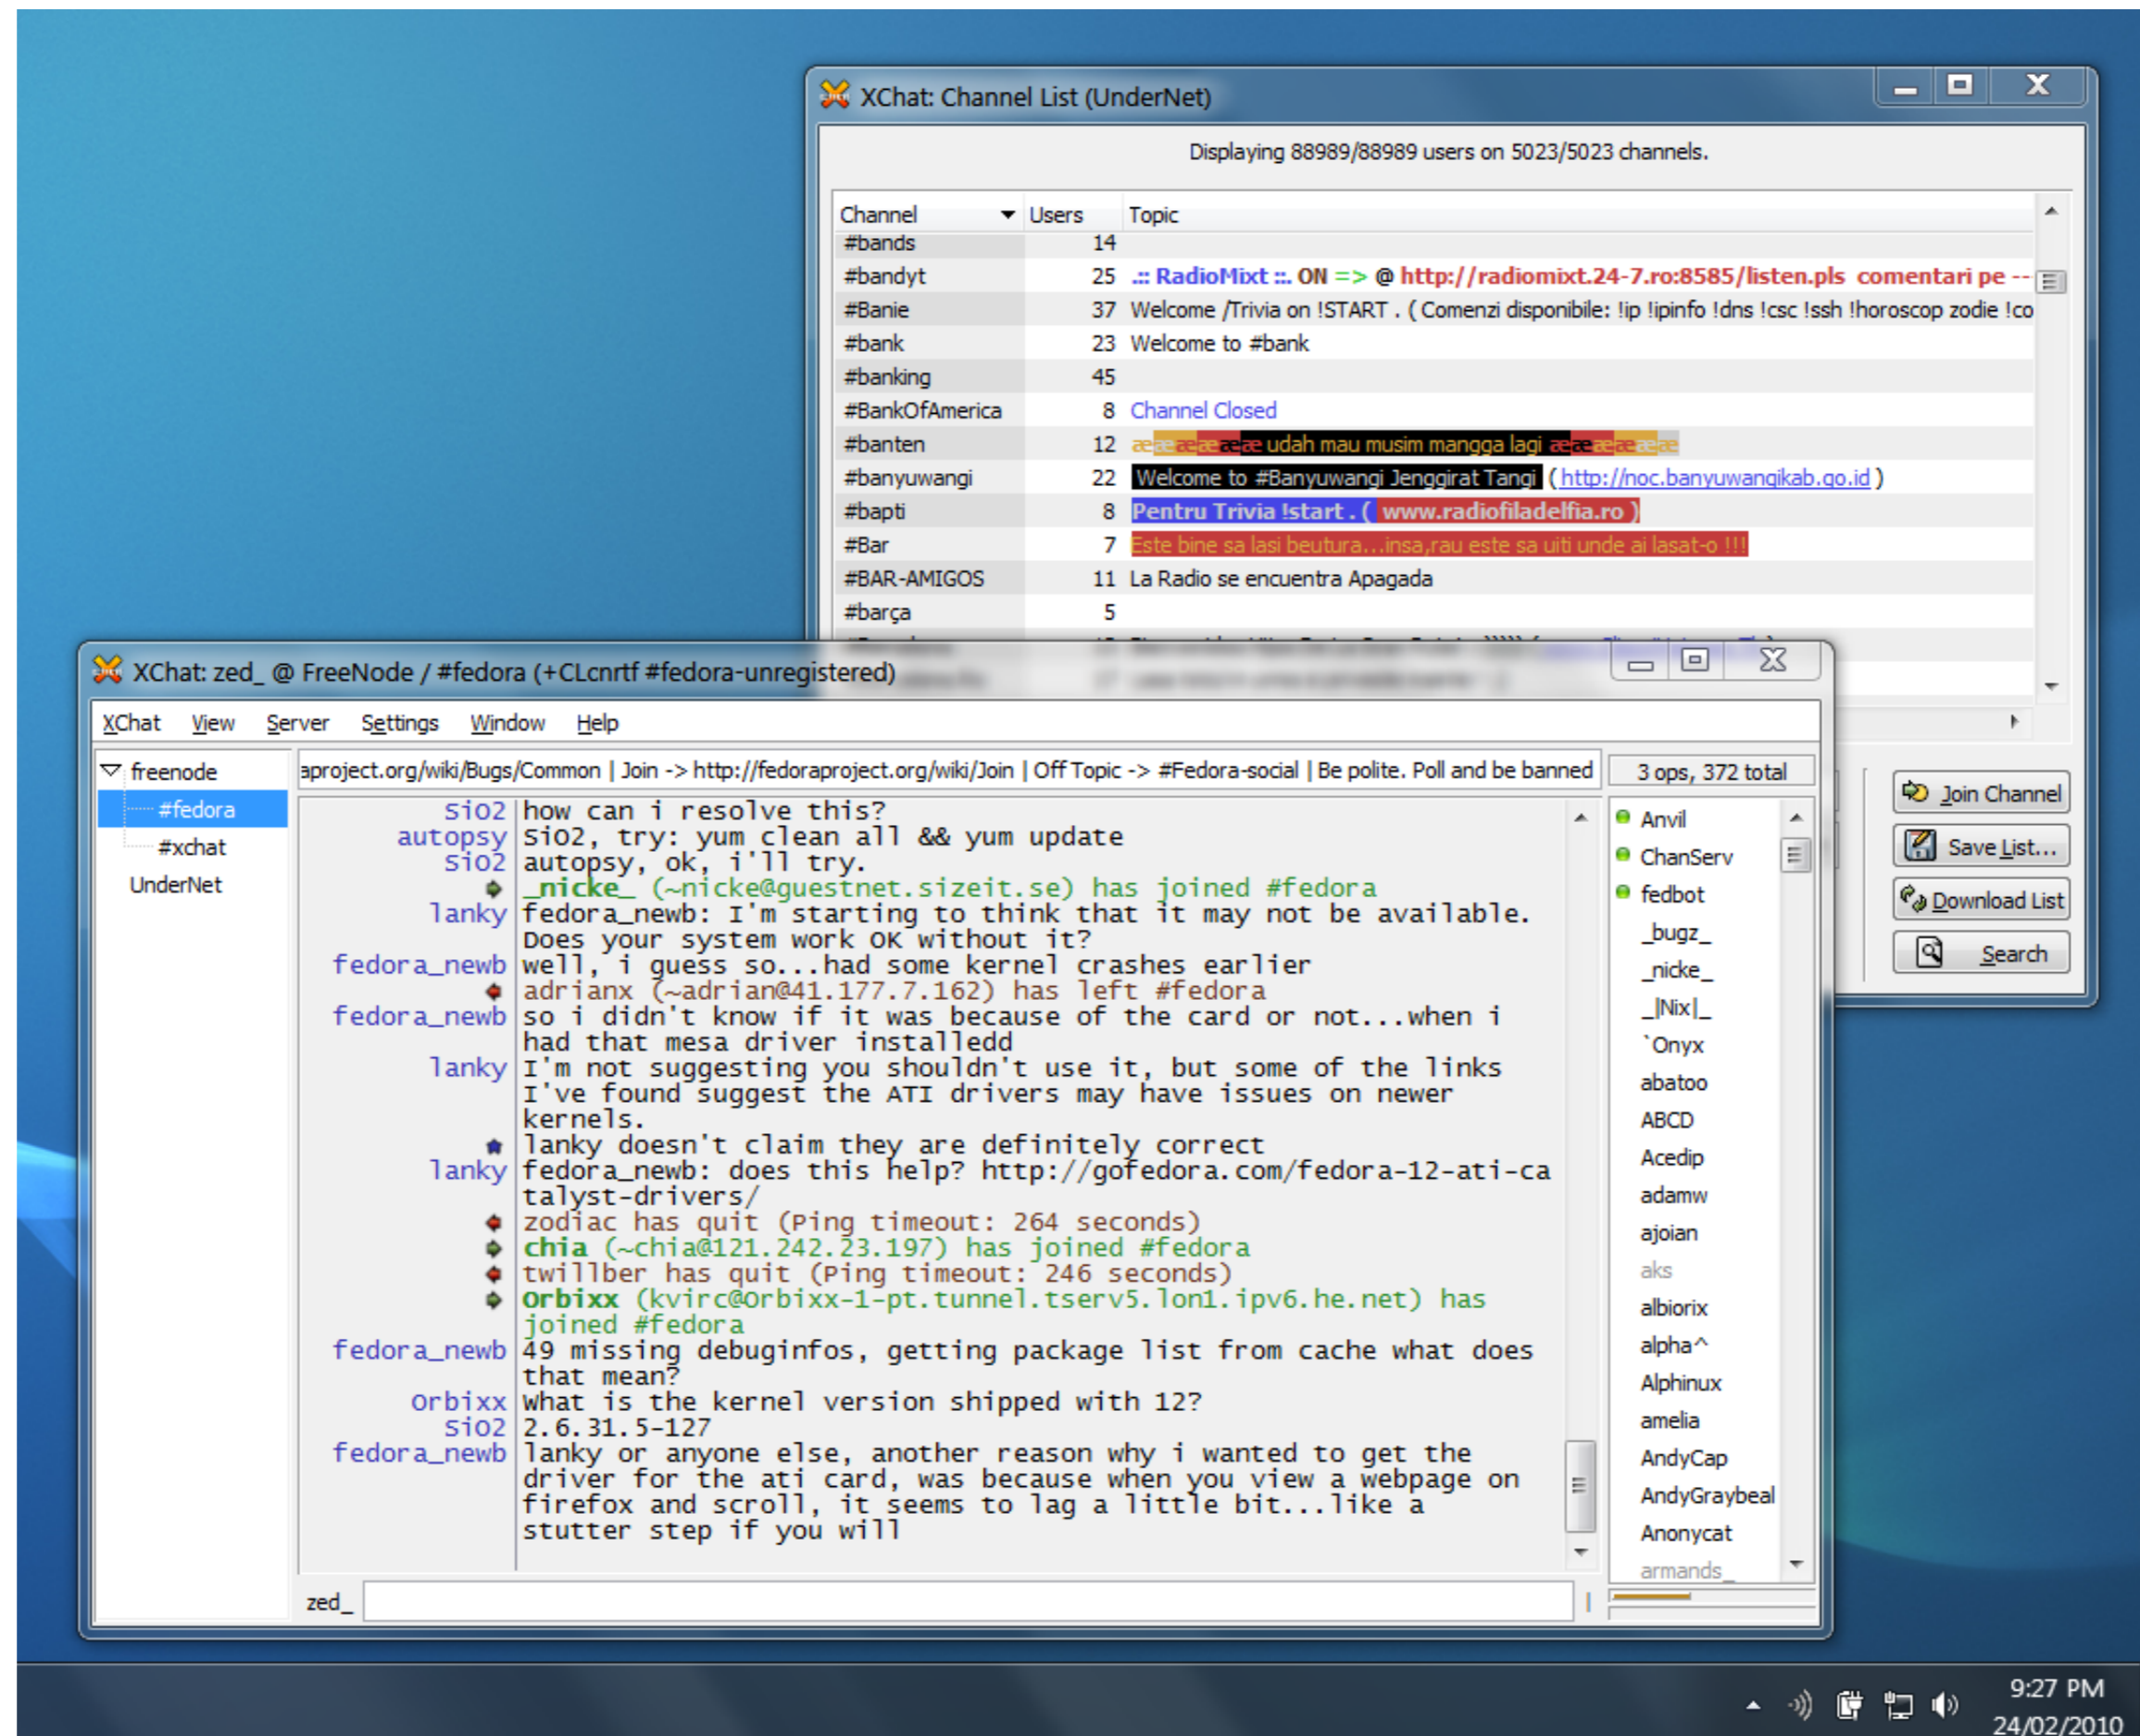 XChat: Channel List (UnderNet)
Displaying 88989/88989 users on 5023/5023 channels.
Channel Users Topic
#bands 14
#bandyt 25 .:: RadioMixt ::. ON => @ http://radiomixt.24-7.ro:8585/listen.pls comentari pe --
#Banie 37 Welcome /Trivia on !START . ( Comenzi disponibile: !ip !ipinfo !dns !csc !ssh !horoscop zodie !co
#bank 23 Welcome to #bank
#banking 45
#BankOfAmerica 8 Channel Closed
#banten 12 ææææææ udah mau musim mangga lagi ææææææ
#banyuwangi 22 Welcome to #Banyuwangi Jenggirat Tangi ( http://noc.banyuwangikab.go.id )
#bapti 8 Pentru Trivia !start . ( www.radiofiladelfia.ro )
#Bar 7 Este bine sa lasi beutura...insa,rau este sa uiti unde ai lasat-o !!!
#BAR-AMIGOS 11 La Radio se encuentra Apagada
#barça 5
Join Channel
Save List...
Download List
Search
XChat: zed_ @ FreeNode / #fedora (+CLcnrtf #fedora-unregistered)
XChat View Server Settings Window Help
freenode
#fedora
#xchat
UnderNet
aproject.org/wiki/Bugs/Common | Join -> http://fedoraproject.org/wiki/Join | Off Topic -> #Fedora-social | Be polite. Poll and be banned
3 ops, 372 total
SiO2 how can i resolve this?
autopsy SiO2, try: yum clean all && yum update
SiO2 autopsy, ok, i'll try.
_nicke_ (~nicke@guestnet.sizeit.se) has joined #fedora
lanky fedora_newb: I'm starting to think that it may not be available.
Does your system work OK without it?
fedora_newb well, i guess so...had some kernel crashes earlier
adrianx (~adrian@41.177.7.162) has left #fedora
fedora_newb so i didn't know if it was because of the card or not...when i
had that mesa driver installedd
lanky I'm not suggesting you shouldn't use it, but some of the links
I've found suggest the ATI drivers may have issues on newer
kernels.
lanky doesn't claim they are definitely correct
lanky fedora_newb: does this help? http://gofedora.com/fedora-12-ati-ca
talyst-drivers/
zodiac has quit (Ping timeout: 264 seconds)
chia (~chia@121.242.23.197) has joined #fedora
twillber has quit (Ping timeout: 246 seconds)
Orbixx (kvirc@Orbixx-1-pt.tunnel.tserv5.lon1.ipv6.he.net) has
joined #fedora
fedora_newb 49 missing debuginfos, getting package list from cache what does
that mean?
Orbixx What is the kernel version shipped with 12?
SiO2 2.6.31.5-127
fedora_newb lanky or anyone else, another reason why i wanted to get the
driver for the ati card, was because when you view a webpage on
firefox and scroll, it seems to lag a little bit...like a
stutter step if you will
zed_
Anvil
ChanServ
fedbot
_bugz_
_nicke_
_|Nix|_
`Onyx
abatoo
ABCD
Acedip
adamw
ajoian
aks
albiorix
alpha^
Alphinux
amelia
AndyCap
AndyGraybeal
Anonycat
armands_
9:27 PM
24/02/2010